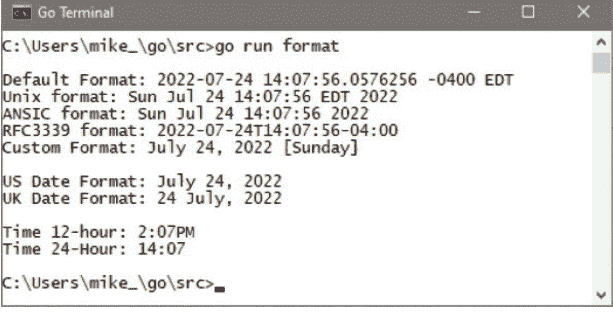 Go Terminal
C:\Users\mike_\go\src>go run format
Default Format: 2022-07-24 14:07:56.0576256 -0400 EDT
Unix format: Sun Jul 24 14:07:56 EDT 2022
ANSIC format: Sun Jul 24 14:07:56 2022
RFC3339 format: 2022-07-24T14:07:56-04:00
Custom Format: July 24, 2022 [Sunday]
US Date Format: July 24, 2022
UK Date Format: 24 July, 2022
Time 12-hour: 2:07PM
Time 24-Hour: 14:07
C:\Users\mike_\go\src>